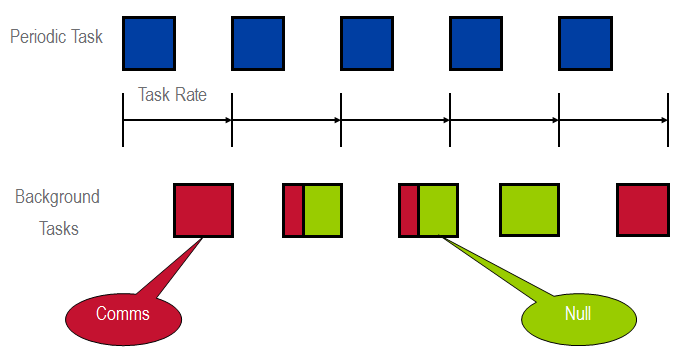 Periodic Task
Task Rate
Background
Tasks
Comms
Null